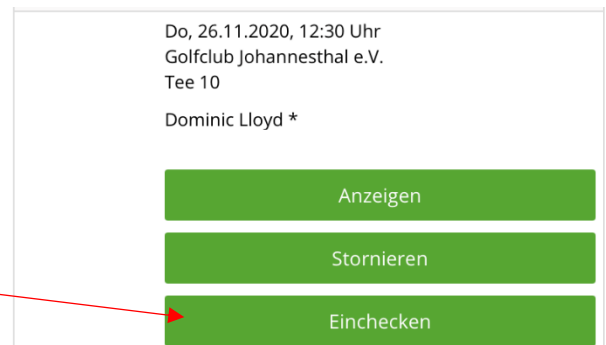 Do, 26.11.2020, 12:30 Uhr
Golfclub Johannesthal e.V.
Tee 10
Dominic Lloyd *
Anzeigen
Stornieren
Einchecken